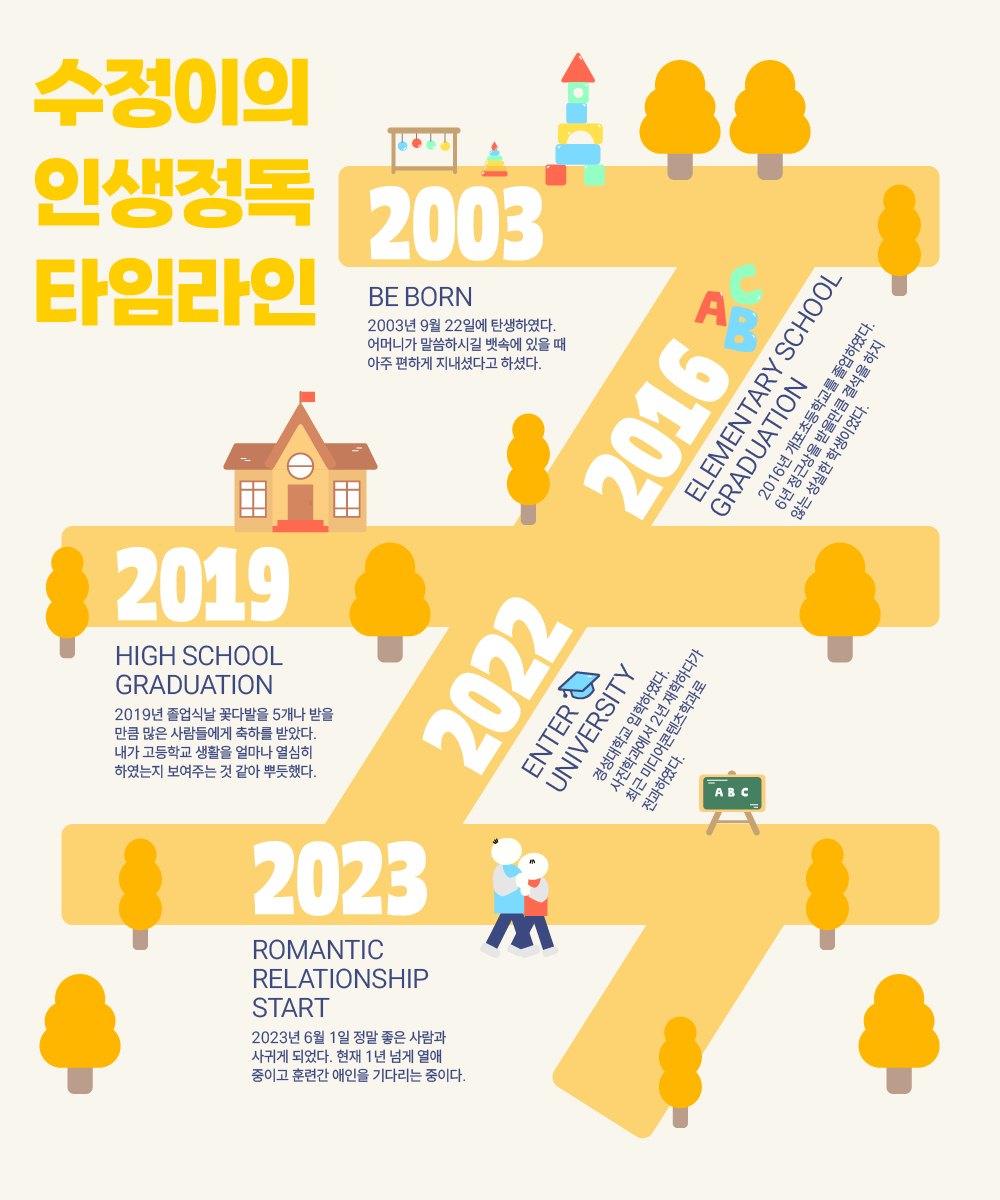 수정이의
인생정독
타임라인
2003
BE BORN
2003년 9월 22일에 탄생하였다.
어머니가 말씀하시길 뱃속에 있을 때
아주 편하게 지내셨다고 하셨다.
A
C
B
2016
ELEMENTARY SCHOOL
GRADUATION
2016년 개포초등학교를 졸업하였다.
6년 정근상을 받을만큼 결석을 하지
않는 성실한 학생이었다.
2019
HIGH SCHOOL
GRADUATION
2019년 졸업식날 꽃다발을 5개나 받을
만큼 많은 사람들에게 축하를 받았다.
내가 고등학교 생활을 얼마나 열심히
하였는지 보여주는 것 같아 뿌듯했다.
2022
ENTER
UNIVERSITY
경성대학교 입학하였다.
사진학과에서 2년 재학하다가
최근 미디어콘텐츠학과로
전과하였다.
A B C
2023
ROMANTIC
RELATIONSHIP
START
2023년 6월 1일 정말 좋은 사람과
사귀게 되었다. 현재 1년 넘게 열애
중이고 훈련간 애인을 기다리는 중이다.